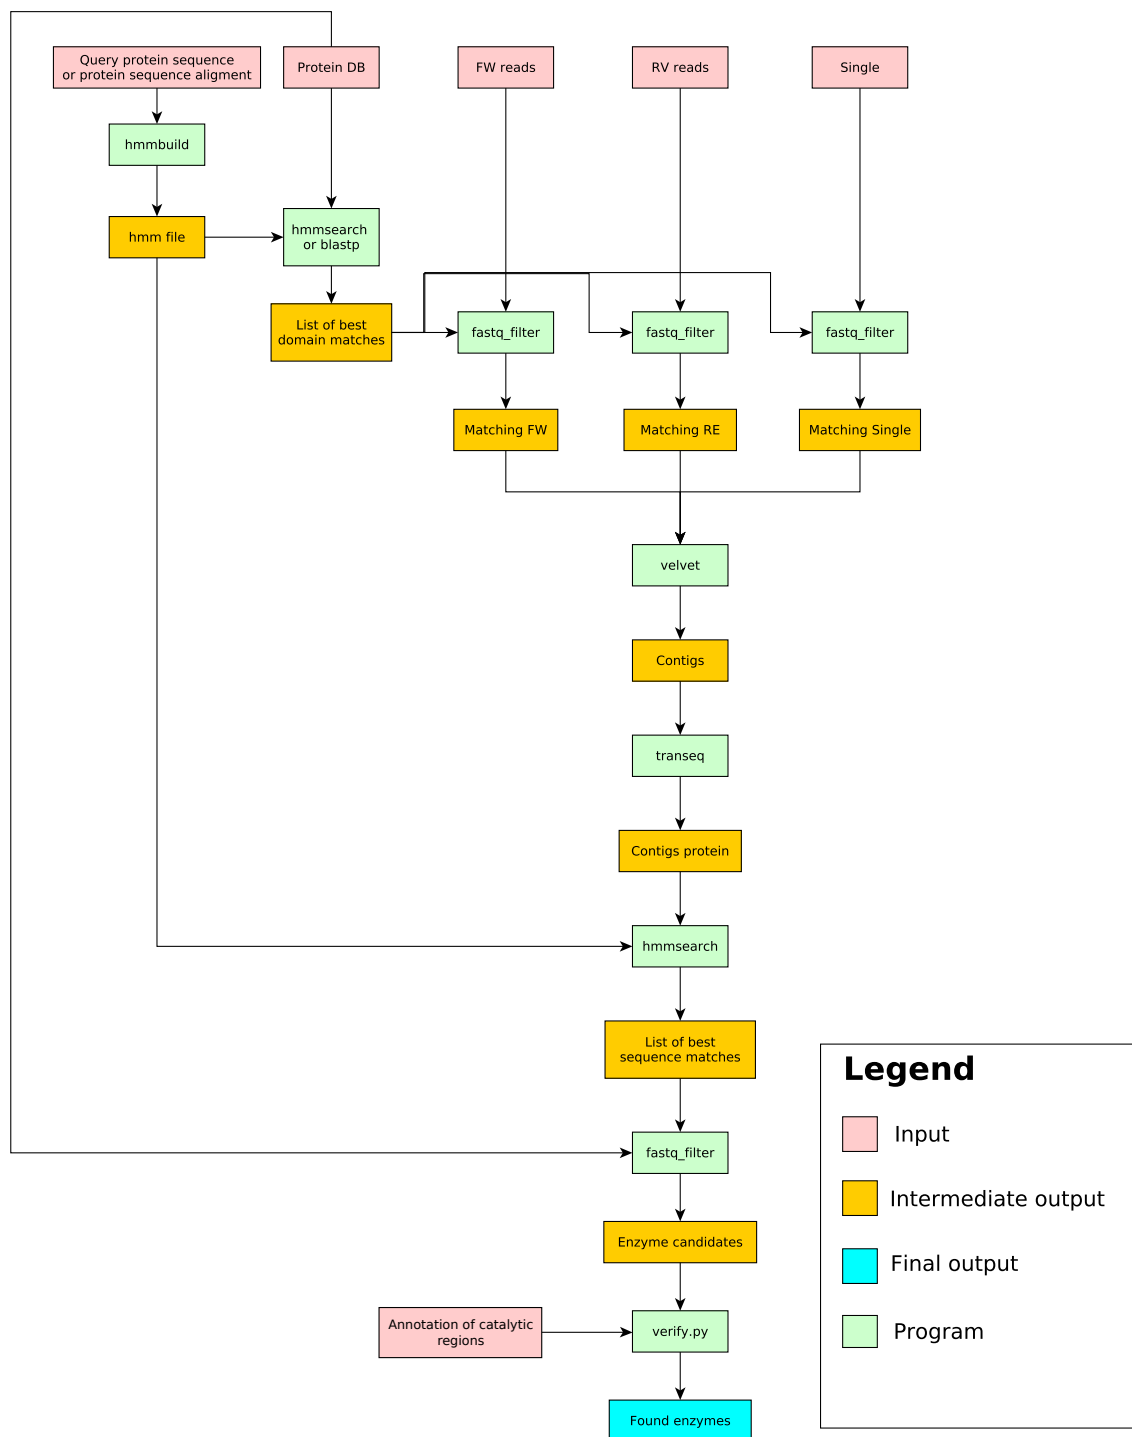 Query protein sequence
or protein sequence aligment
Protein DB
FW reads
RV reads
Single
hmmbuild
hmm file
hmmsearch
or blastp
List of best
domain matches
fastq_filter
fastq_filter
fastq_filter
Matching FW
Matching RE
Matching Single
velvet
Contigs
transeq
Contigs protein
hmmsearch
List of best
sequence matches
fastq_filter
Enzyme candidates
Annotation of catalytic
regions
verify.py
Found enzymes
Legend
Input
Intermediate output
Final output
Program